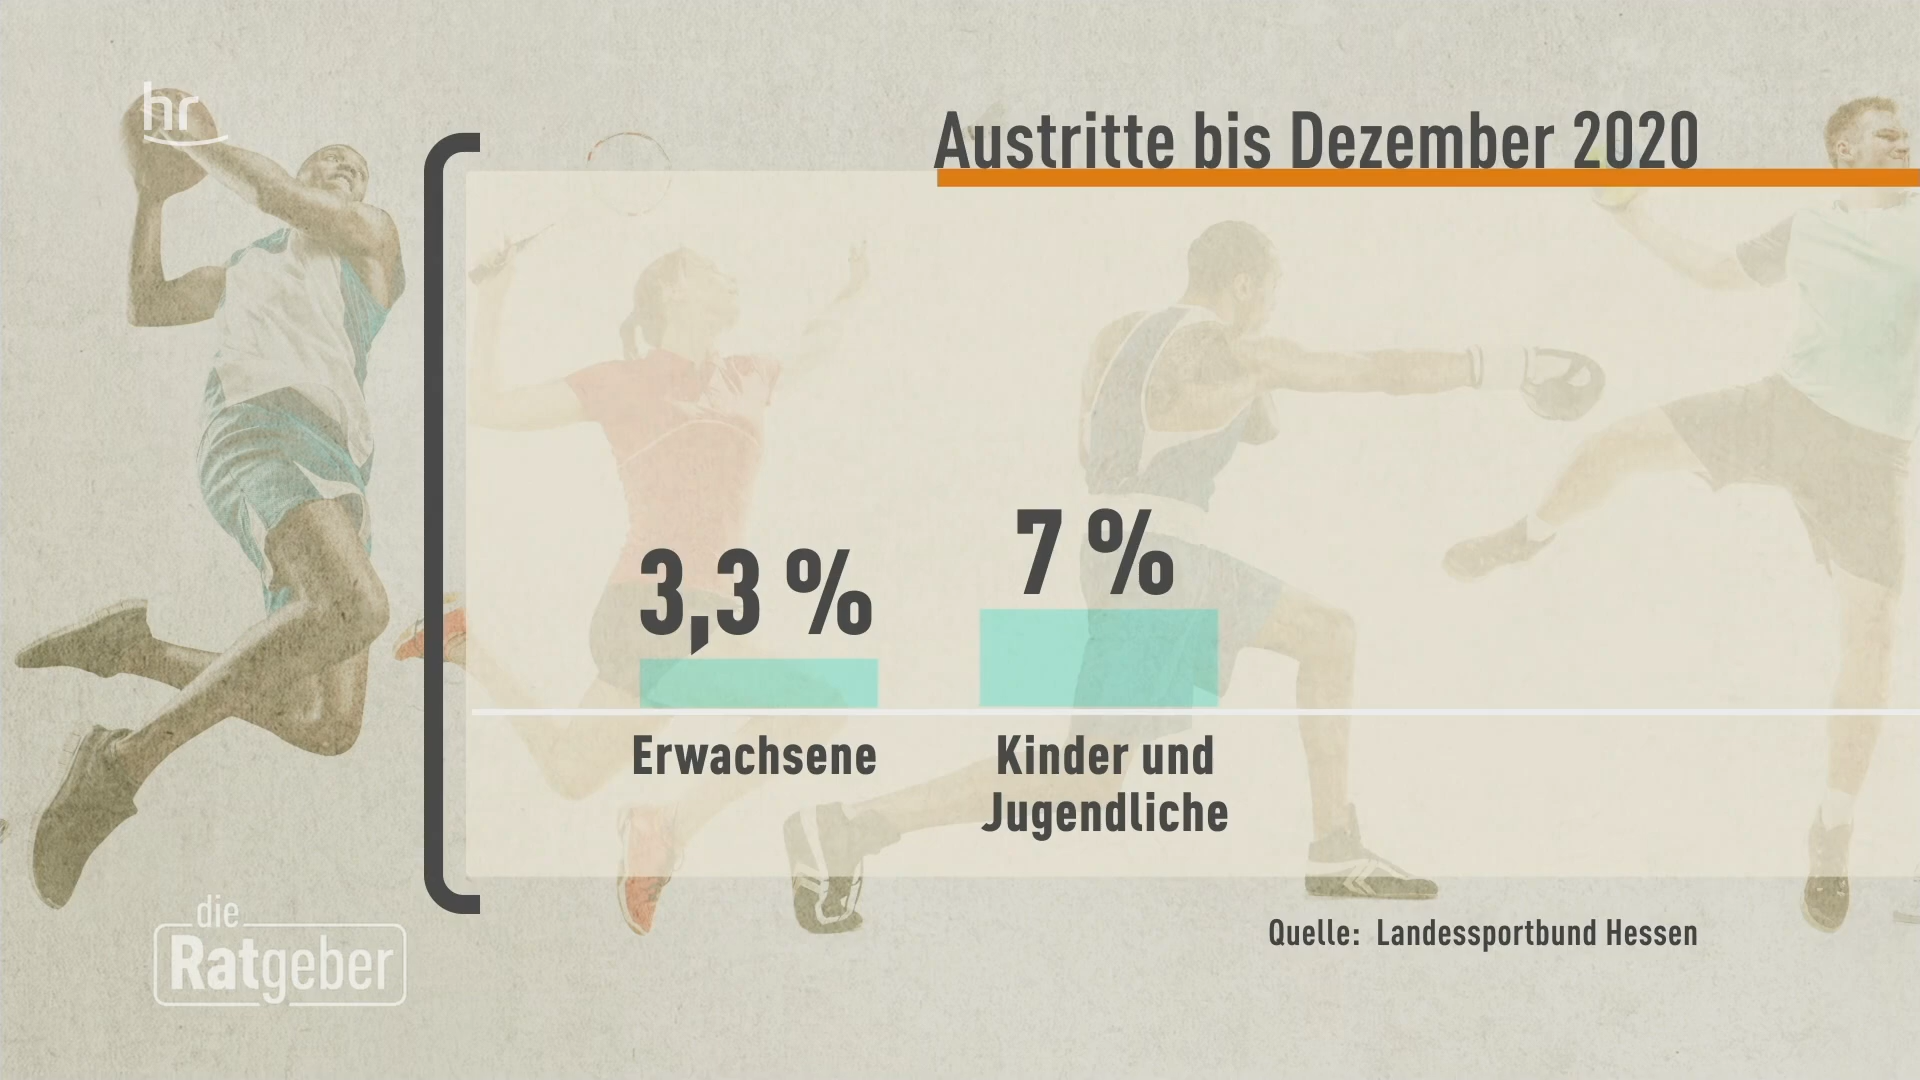 hr
Austritte bis Dezember 2020
3,3 %
7 %
Erwachsene
Kinder und
Jugendliche
Quelle: Landessportbund Hessen
die
Ratgeber